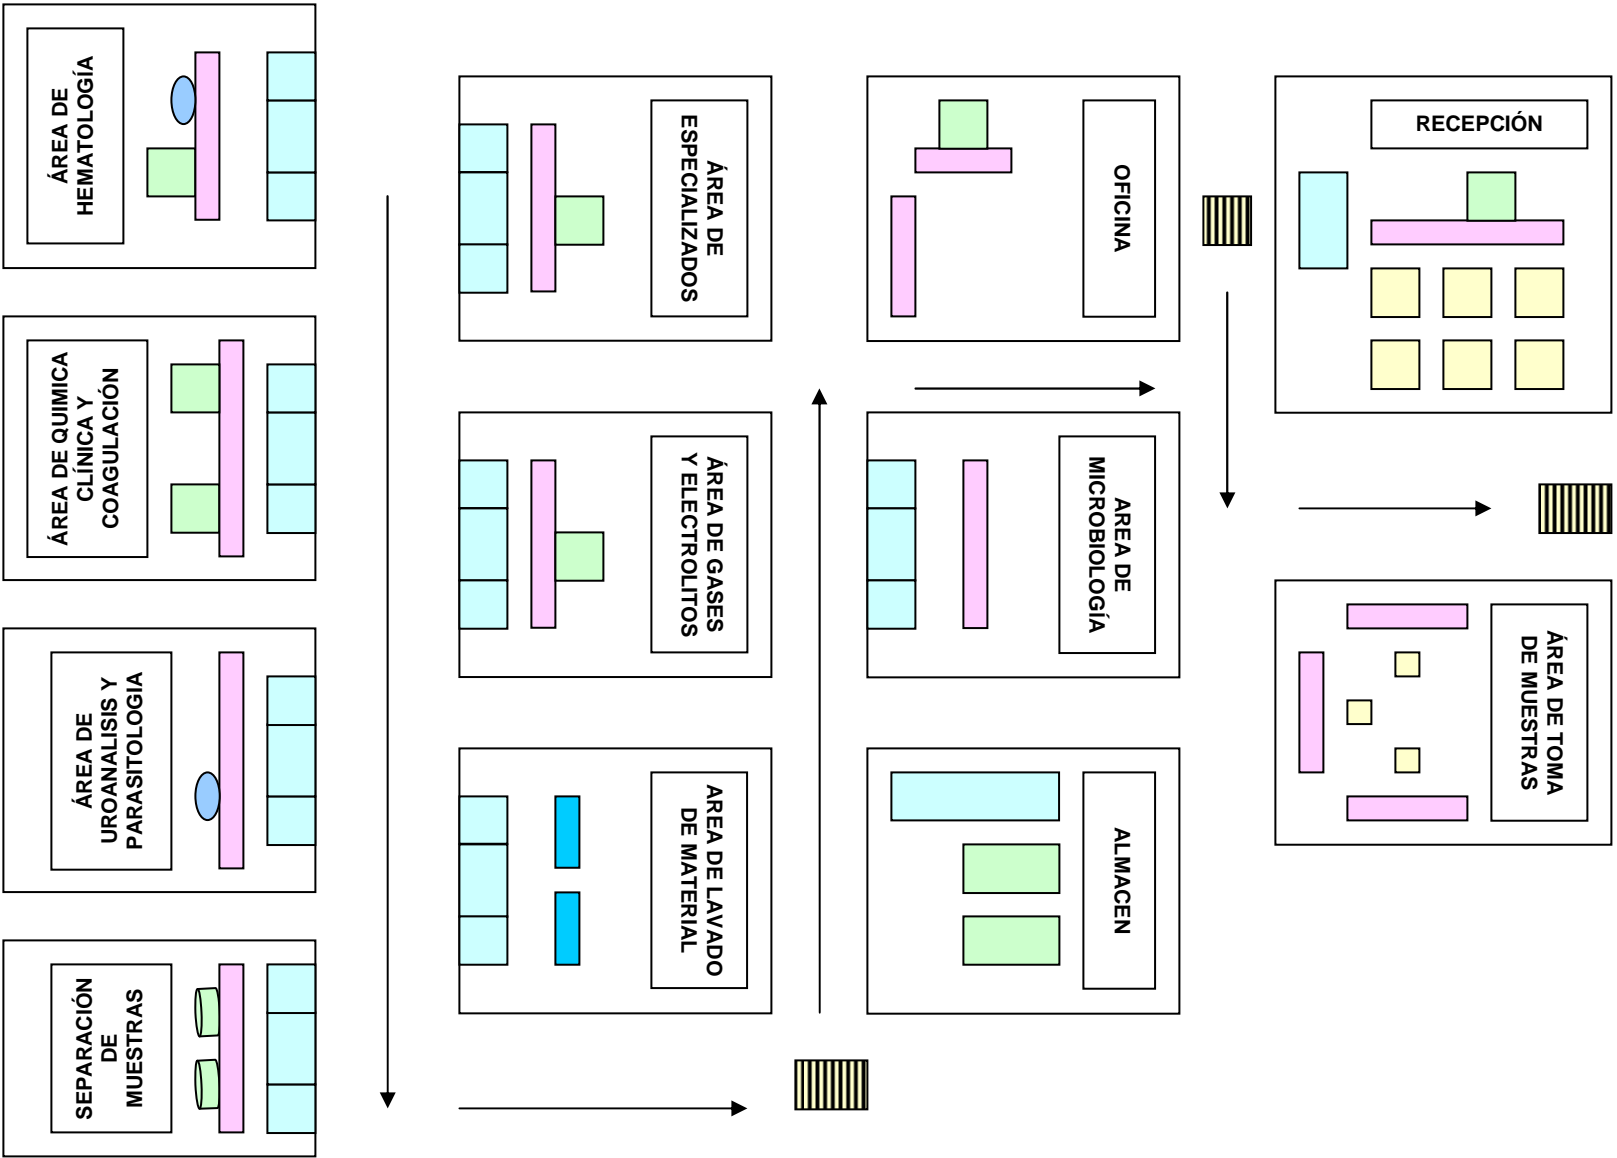 ÁREA DE
HEMATOLOGÍA
ÁREA DE QUIMICA
CLÍNICA Y
COAGULACIÓN
ÁREA DE
UROANALISIS Y
PARASITOLOGIA
SEPARACIÓN
DE
MUESTRAS
ÁREA DE
ESPECIALIZADOS
ÁREA DE GASES
Y ELECTROLITOS
AREA DE LAVADO
DE MATERIAL
OFICINA
AREA DE
MICROBIOLOGÍA
ALMACEN
RECEPCIÓN
ÁREA DE TOMA
DE MUESTRAS